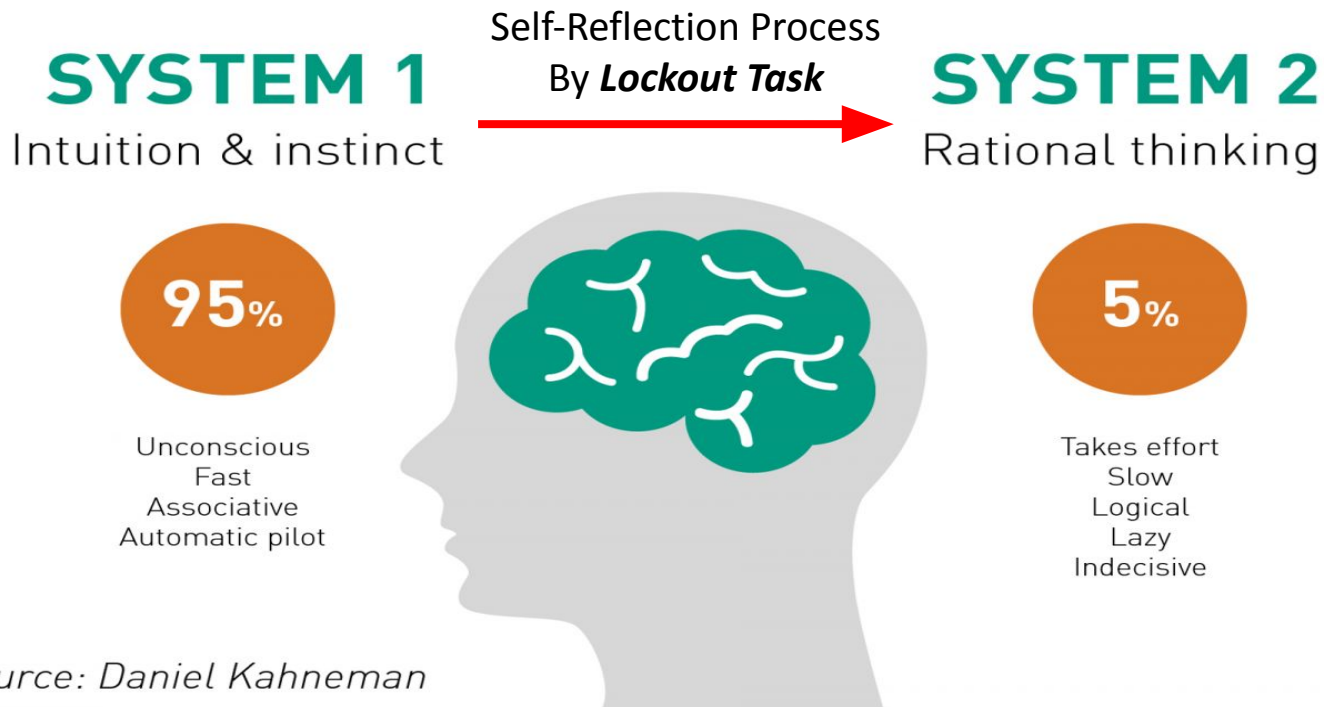 Self-Reflection Process
By Lockout Task
SYSTEM 1
Intuition & instinct
95%
Unconscious
Fast
Associative
Automatic pilot
SYSTEM 2
Rational thinking
5%
Takes effort
Slow
Logical
Lazy
Indecisive
urce: Daniel Kahneman